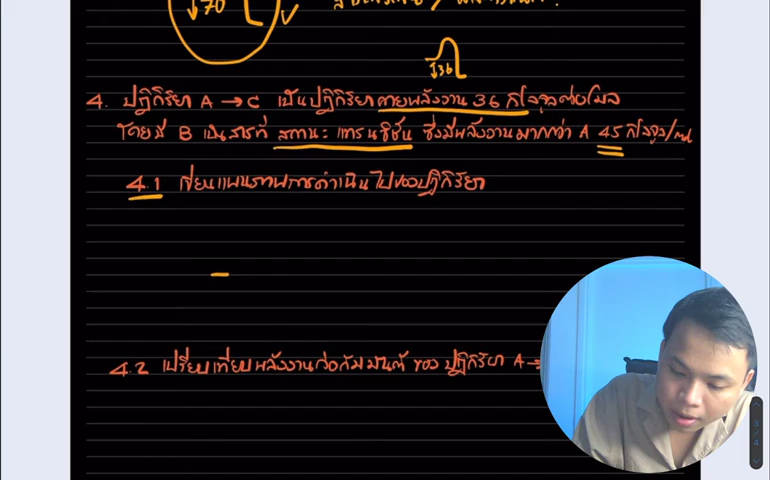 ↓70
↓36
4. ปฏิกิริยา A → C เป็นปฏิกิริยาคายพลังงาน 36 กิโลจูลต่อโมล
โดยมี B เป็นสารที่ สถานะแทรนซิชัน ซึ่งมีพลังงานมากกว่า A 45 กิโลจูล/mol
4.1 เขียนแผนภาพการดำเนินไปของปฏิกิริยา
4.2 เปรียบเทียบพลังงานก่อกัมมันต์ ของ ปฏิกิริยา A →
3
4